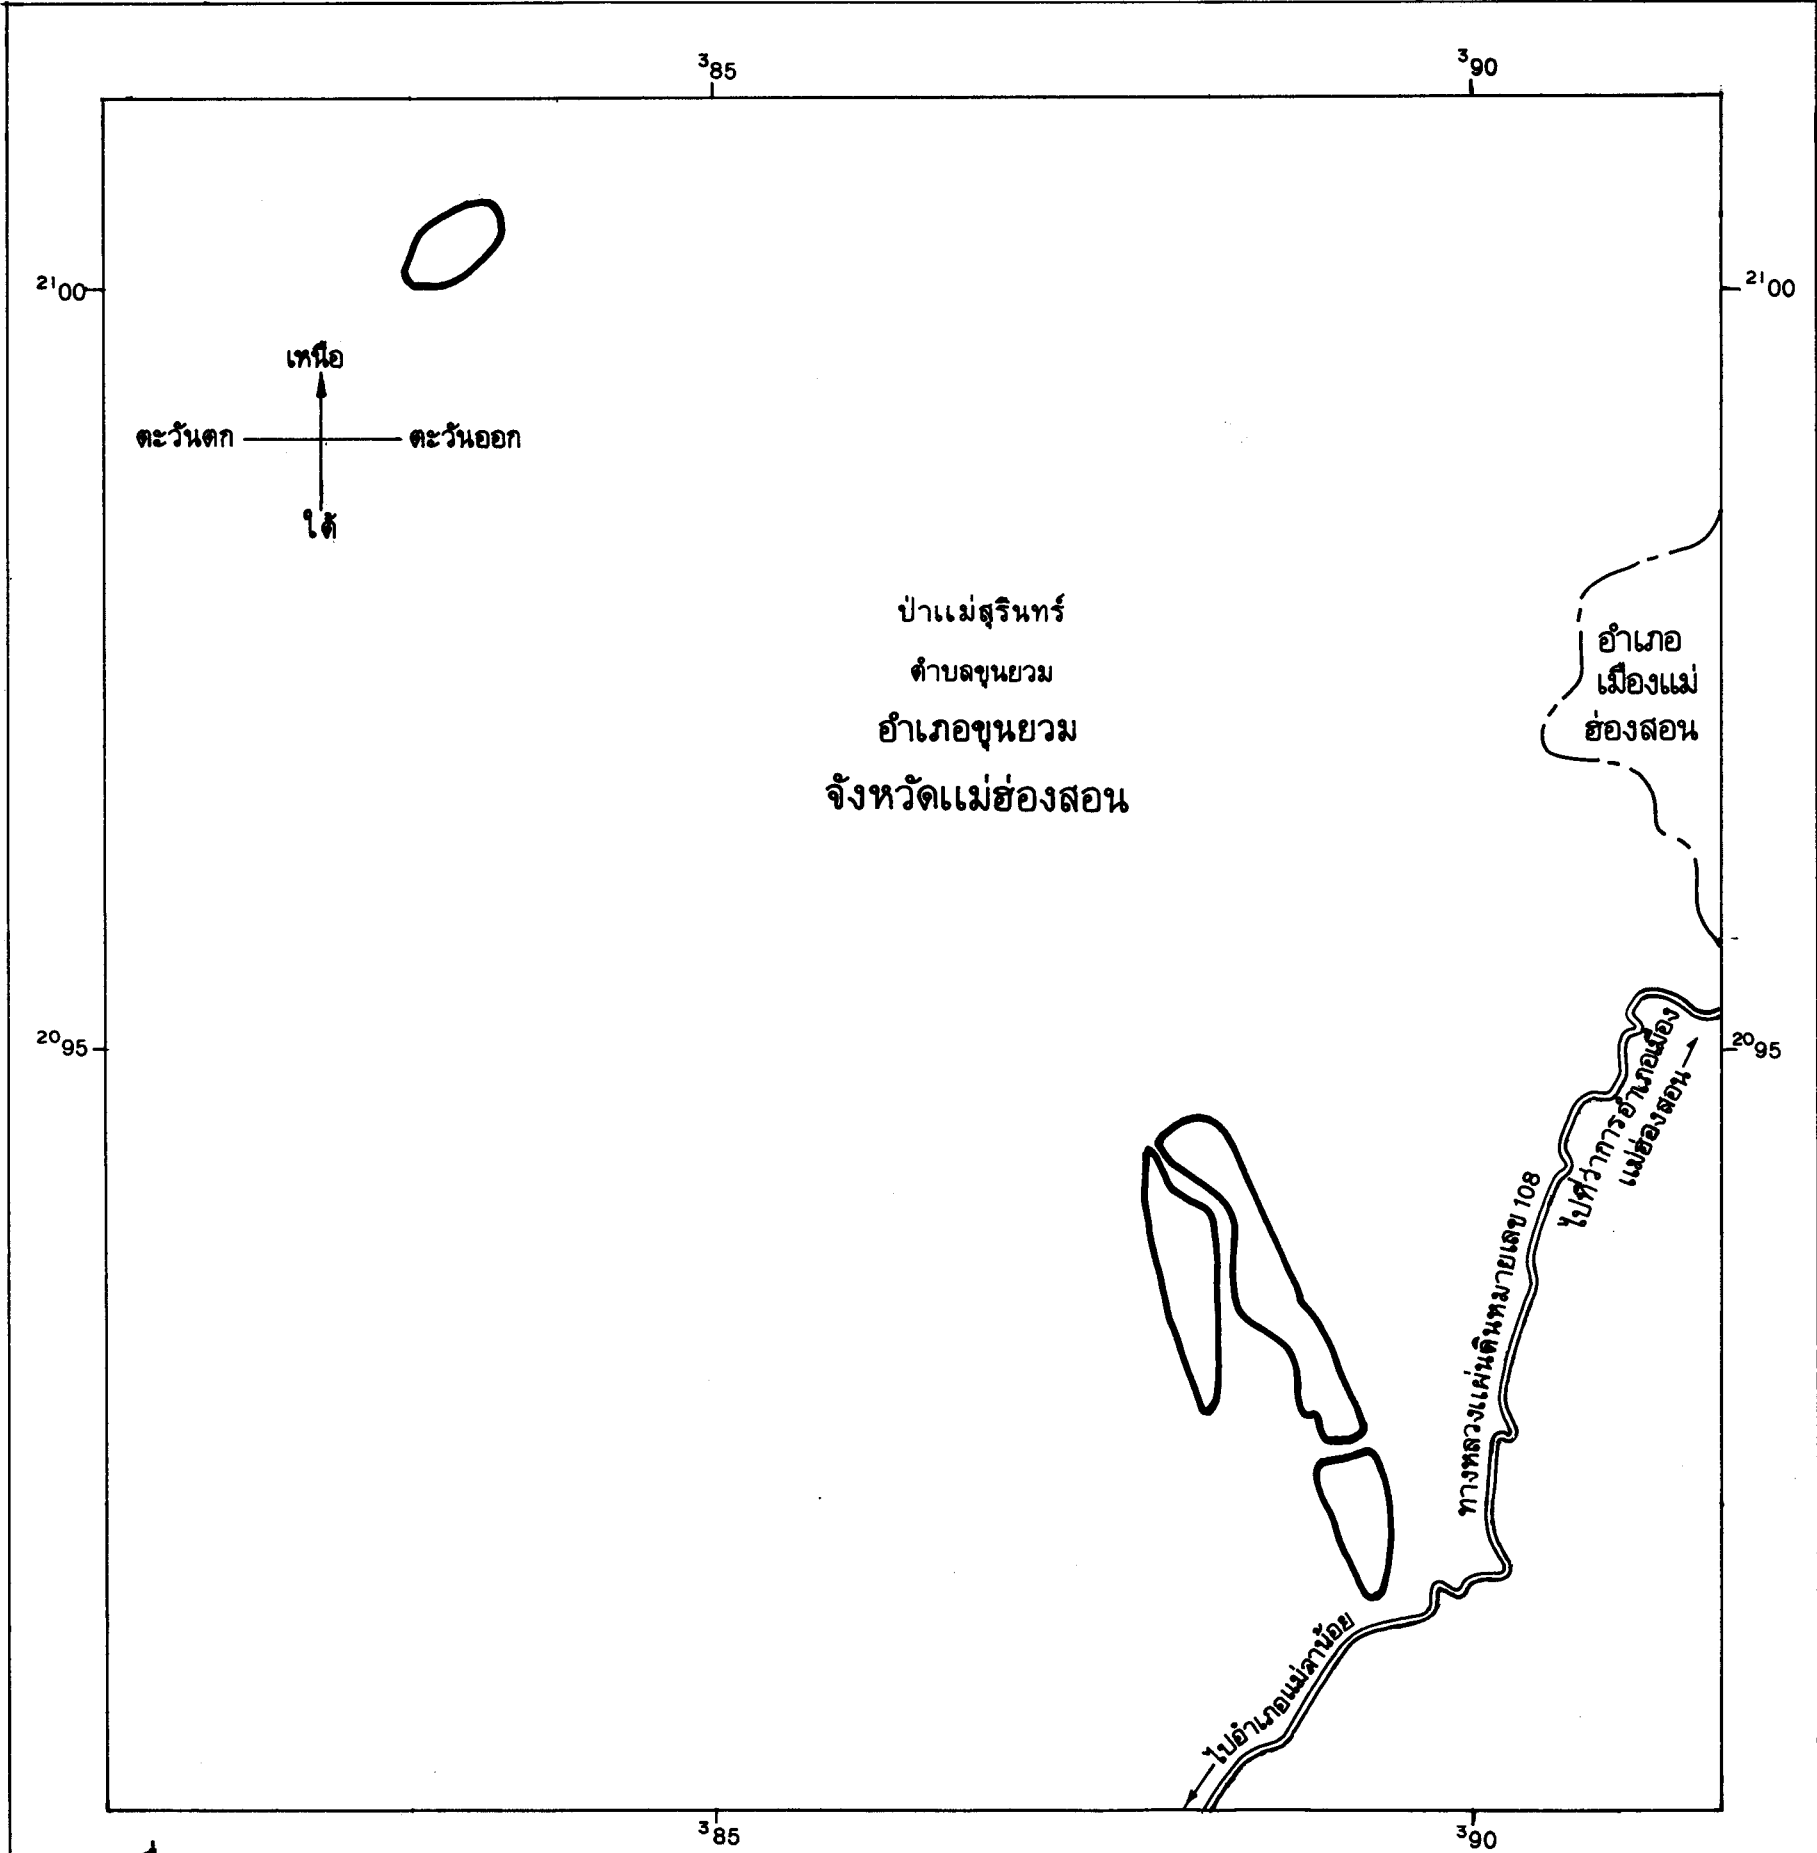 ³85 ³90
²¹00 ²¹00
เหนือ
ตะวันตก ตะวันออก
ใต้
ป่าแม่สุรินทร์
ตำบลขุนยวม
อำเภอขุนยวม
จังหวัดแม่ฮ่องสอน
อำเภอ
เมืองแม่
ฮ่องสอน
²⁰95 ²⁰95
ไปที่ว่าการอำเภอเมือง
แม่ฮ่องสอน
ทางหลวงแผ่นดินหมายเลข 108
ไปอำเภอแม่ลาน้อย
³85 ³90